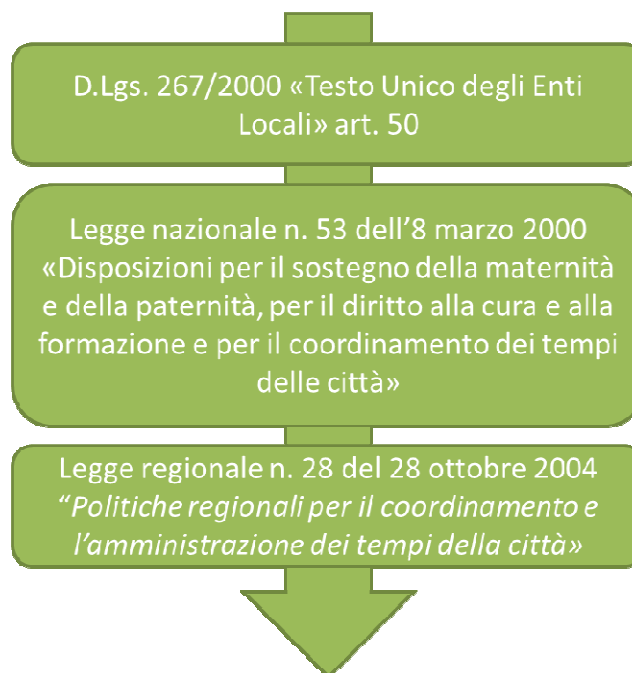 D.Lgs. 267/2000 «Testo Unico degli Enti
Locali» art. 50
Legge nazionale n. 53 dell’8 marzo 2000
«Disposizioni per il sostegno della maternità
e della paternità, per il diritto alla cura e alla
formazione e per il coordinamento dei tempi
delle città»
Legge regionale n. 28 del 28 ottobre 2004
“Politiche regionali per il coordinamento e
l’amministrazione dei tempi della città»